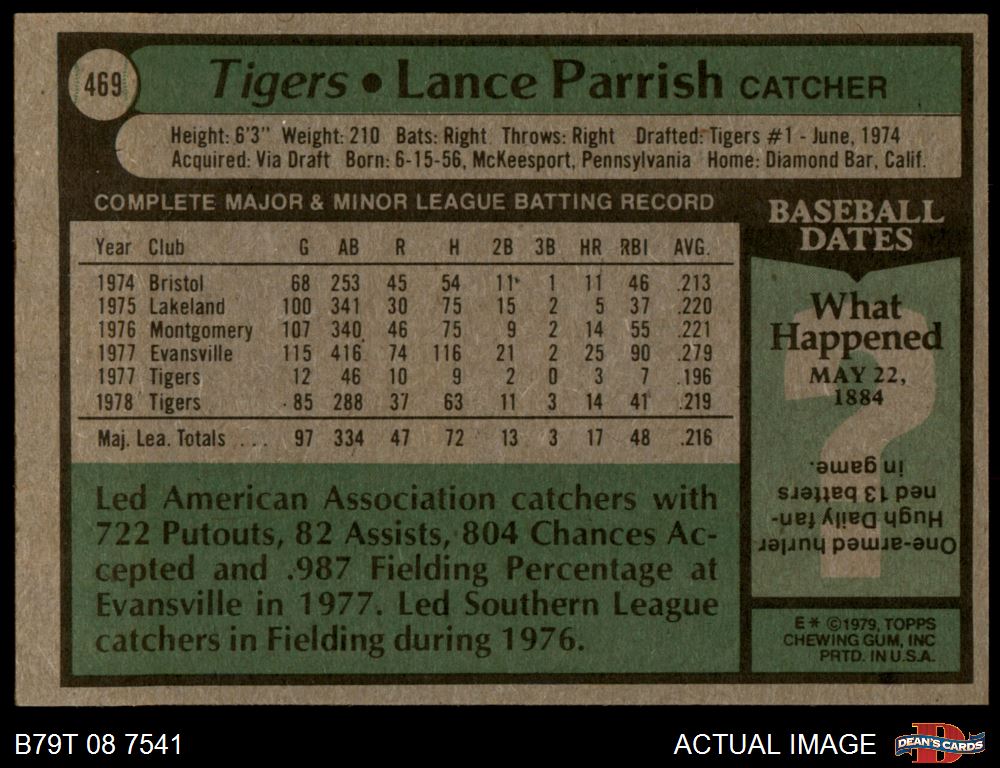 469
Tigers • Lance Parrish CATCHER
Height: 6'3" Weight: 210 Bats: Right Throws: Right Drafted: Tigers #1 - June, 1974
Acquired: Via Draft Born: 6-15-56, McKeesport, Pennsylvania Home: Diamond Bar, Calif.
COMPLETE MAJOR & MINOR LEAGUE BATTING RECORD
Year Club G AB R H 2B 3B HR RBI AVG.
1974 Bristol 68 253 45 54 11 1 11 46 .213
1975 Lakeland 100 341 30 75 15 2 5 37 .220
1976 Montgomery 107 340 46 75 9 2 14 55 .221
1977 Evansville 115 416 74 116 21 2 25 90 .279
1977 Tigers 12 46 10 9 2 0 3 7 .196
1978 Tigers 85 288 37 63 11 3 14 41 .219
Maj. Lea. Totals ... 97 334 47 72 13 3 17 48 .216
Led American Association catchers with
722 Putouts, 82 Assists, 804 Chances Ac-
cepted and .987 Fielding Percentage at
Evansville in 1977. Led Southern League
catchers in Fielding during 1976.
BASEBALL
DATES
What
Happened
MAY 22,
1884
?
One-armed hurler
Hugh Daily fan-
ned 13 batters
in game.
E* ©1979, TOPPS
CHEWING GUM, INC
PRTD. IN U.S.A.
B79T 08 7541
ACTUAL IMAGE
D
DEAN'S CARDS